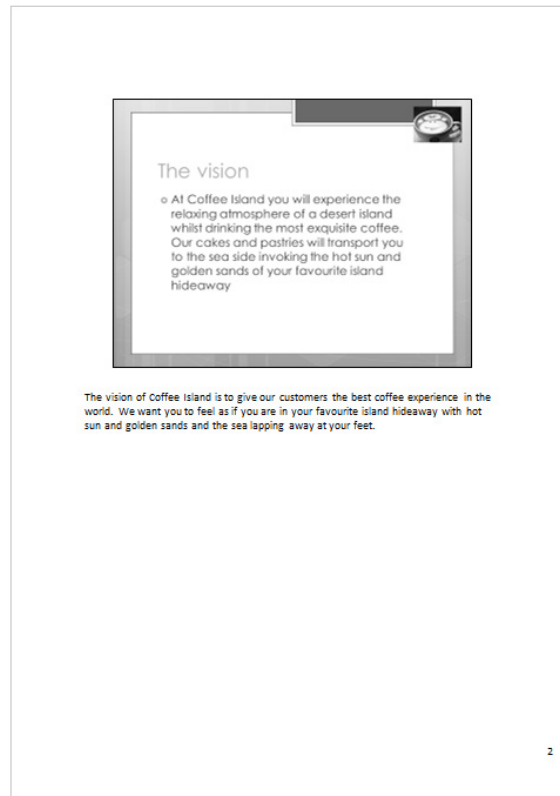 The vision
At Coffee Island you will experience the
relaxing atmosphere of a desert island
whilst drinking the most exquisite coffee.
Our cakes and pastries will transport you
to the sea side invoking the hot sun and
golden sands of your favourite island
hideaway
The vision of Coffee Island is to give our customers the best coffee experience in the
world. We want you to feel as if you are in your favourite island hideaway with hot
sun and golden sands and the sea lapping away at your feet.
2